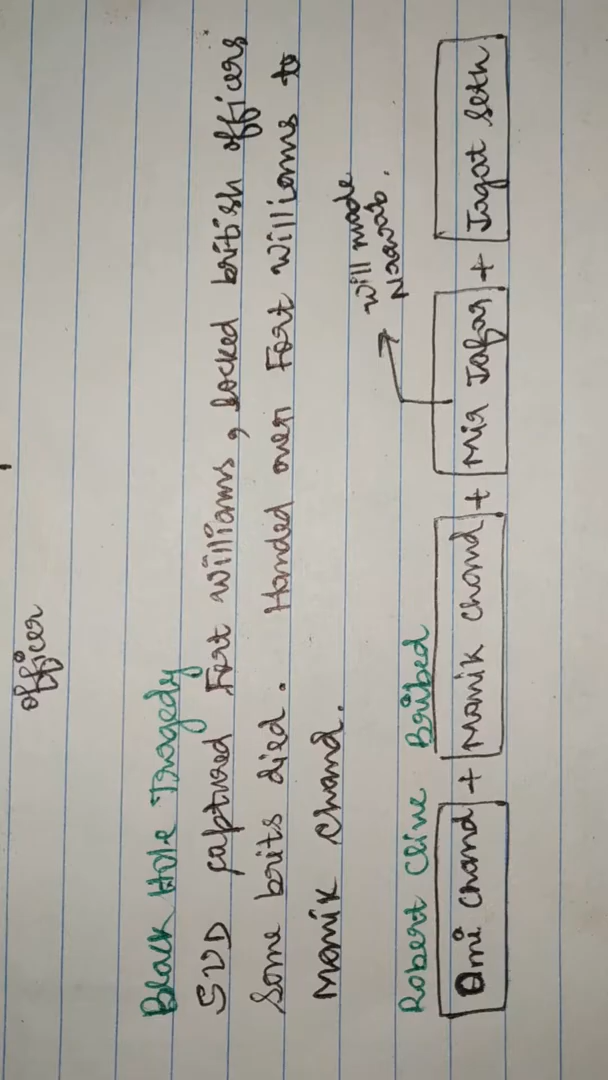 officer
Black Hole Tragedy
SUD captured Fort Williams, locked british officers
Some brits died. Handed over Fort Williams to
Manik Chand.
will made
Nawab.
Robert Clive Bribed
Omi Chand + Manik Chand + Mir Jafar + Jagat Seth